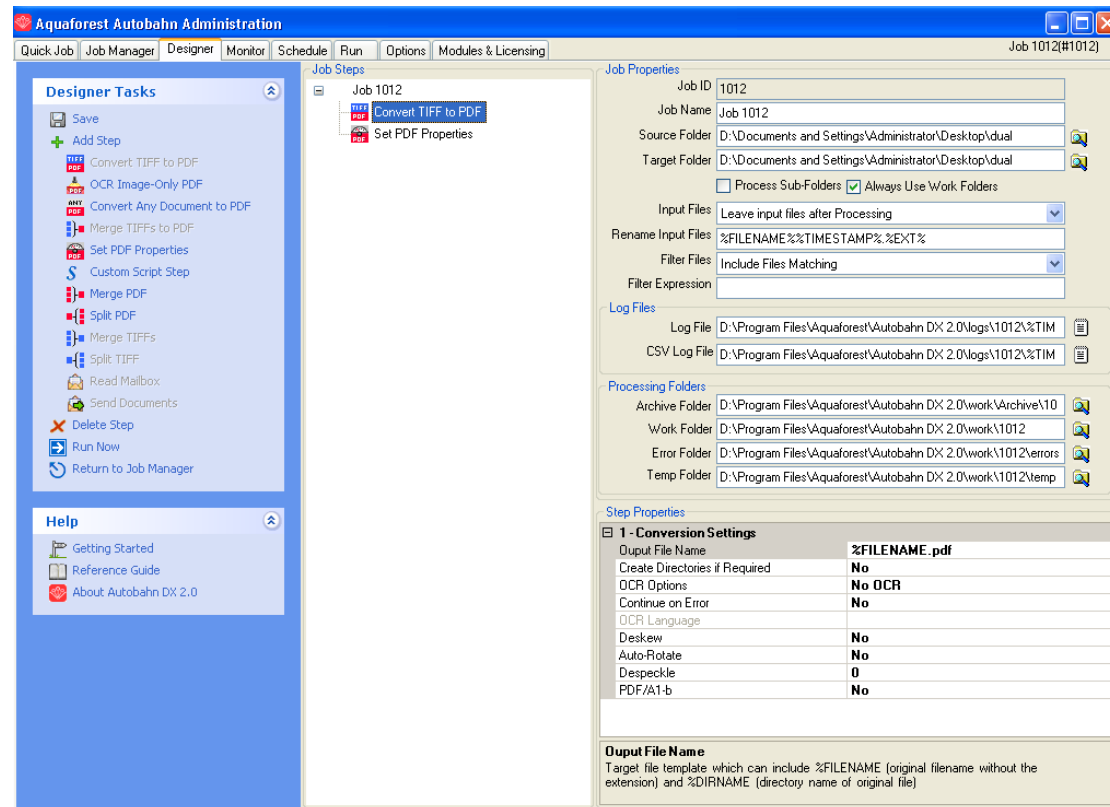 Aquaforest Autobahn Administration
Quick Job Job Manager Designer Monitor Schedule Run Options Modules & Licensing Job 1012(#1012)
Designer Tasks
Save
Add Step
Convert TIFF to PDF
OCR Image-Only PDF
Convert Any Document to PDF
Merge TIFFs to PDF
Set PDF Properties
Custom Script Step
Merge PDF
Split PDF
Merge TIFFs
Split TIFF
Read Mailbox
Send Documents
Delete Step
Run Now
Return to Job Manager
Help
Getting Started
Reference Guide
About Autobahn DX 2.0
Job Steps
Job 1012
Convert TIFF to PDF
Set PDF Properties
Job Properties
Job ID 1012
Job Name Job 1012
Source Folder D:\Documents and Settings\Administrator\Desktop\dual
Target Folder D:\Documents and Settings\Administrator\Desktop\dual
Process Sub-Folders Always Use Work Folders
Input Files Leave input files after Processing
Rename Input Files %FILENAME%%TIMESTAMP%.%EXT%
Filter Files Include Files Matching
Filter Expression
Log Files
Log File D:\Program Files\Aquaforest\Autobahn DX 2.0\logs\1012\%TIM
CSV Log File D:\Program Files\Aquaforest\Autobahn DX 2.0\logs\1012\%TIM
Processing Folders
Archive Folder D:\Program Files\Aquaforest\Autobahn DX 2.0\work\Archive\10
Work Folder D:\Program Files\Aquaforest\Autobahn DX 2.0\work\1012
Error Folder D:\Program Files\Aquaforest\Autobahn DX 2.0\work\1012\errors
Temp Folder D:\Program Files\Aquaforest\Autobahn DX 2.0\work\1012\temp
Step Properties
1 - Conversion Settings
Ouput File Name %FILENAME.pdf
Create Directories if Required No
OCR Options No OCR
Continue on Error No
OCR Language
Deskew No
Auto-Rotate No
Despeckle 0
PDF/A1-b No
Ouput File Name
Target file template which can include %FILENAME (original filename without the
extension) and %DIRNAME (directory name of original file)